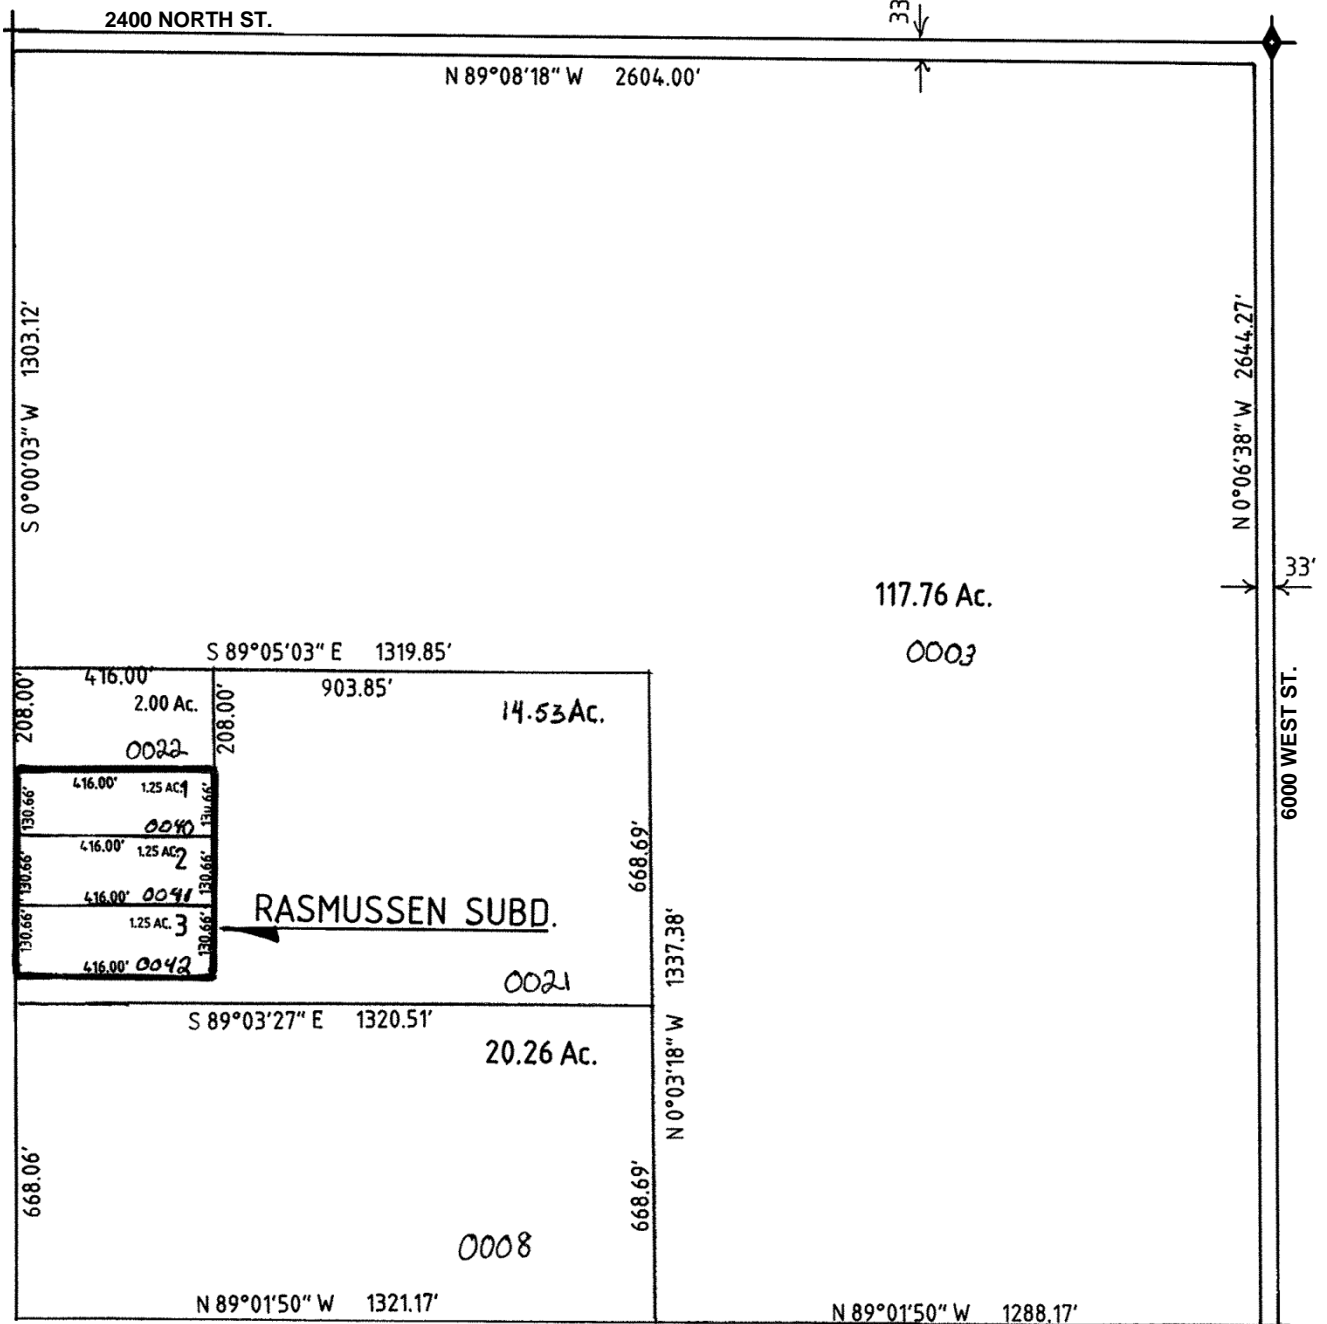 2400 NORTH ST.
33
N 89°08'18" W 2604.00'
S 0°00'03" W 1303.12'
N 0°06'38" W 2644.27'
33'
117.76 Ac.
0003
6000 WEST ST.
S 89°05'03" E 1319.85'
416.00'
903.85'
208.00'
2.00 Ac.
208.00'
14.53 Ac.
0022
416.00' 1.25 AC. 1
130.66'
130.66'
0040
416.00' 1.25 AC. 2
130.66'
130.66'
416.00' 0041
1.25 AC. 3
130.66'
130.66'
416.00' 0042
RASMUSSEN SUBD.
668.69'
0021
N 0°03'18" W 1337.38'
S 89°03'27" E 1320.51'
20.26 Ac.
668.06'
668.69'
0008
N 89°01'50" W 1321.17'
N 89°01'50" W 1288.17'